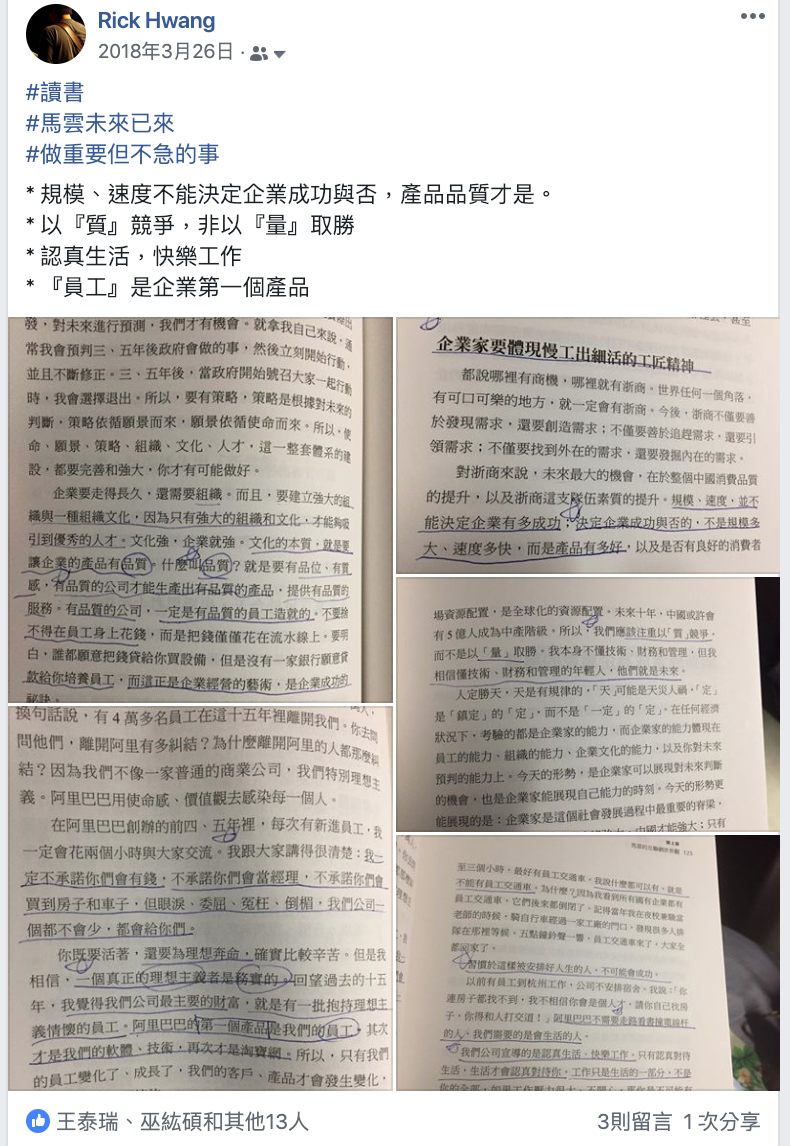 Rick Hwang
2018年3月26日
#讀書
#馬雲未來已來
#做重要但不急的事
* 規模、速度不能決定企業成功與否，產品品質才是。
* 以『質』競爭，非以『量』取勝
* 認真生活，快樂工作
* 『員工』是企業第一個產品
發，對未來進行預測，我們才有機會。就拿我自己來說，通
常我會預判三、五年後政府會做的事，然後立刻開始行動，
並且不斷修正。三、五年後，當政府開始號召大家一起行動
時，我會選擇退出。所以，要有策略，策略是根據對未來的
判斷，策略依循願景而來，願景依循使命而來。所以，使
命、願景、策略、組織、文化、人才，這一整套體系的建
設，都要完善和強大，你才有可能做好。
企業要走得長久，還需要組織。而且，要建立強大的組
織與一種組織文化，因為只有強大的組織和文化，才能夠吸
引到優秀的人才。文化強，企業就強。文化的本質，就是要
讓企業的產品有品質。什麼叫品質？就是要有品位、有質
感，有品質的公司才能生產出有品質的產品，提供有品質的
服務。有品質的公司，一定是有品質的員工造就的。不要捨
不得在員工身上花錢，而是把錢僅僅花在流水線上。要明
白，誰都願意把錢貸給你買設備，但是沒有一家銀行願意貸
款給你培養員工，而這正是企業經營的藝術，是企業成功的
祕訣。
企業家要體現慢工出細活的工匠精神
都說哪裡有商機，哪裡就有浙商。世界任何一個角落，
有可口可樂的地方，就一定會有浙商。今後，浙商不僅要善
於發現需求，還要創造需求；不僅要善於追趕需求，還要引
領需求；不僅要找到外在的需求，還要發掘內在的需求。
對浙商來說，未來最大的機會，在於整個中國消費品質
的提升，以及浙商這支隊伍素質的提升。規模、速度，並不
能決定企業有多成功；決定企業成功與否的，不是規模多
大、速度多快，而是產品有多好，以及是否有良好的消費者
場資源配置，是全球化的資源配置。未來十年，中國或許會
有5億人成為中產階級。所以，我們應該注重以「質」競爭，
而不是以「量」取勝。我本身不懂技術、財務和管理，但我
相信懂技術、財務和管理的年輕人，他們就是未來。
人定勝天，天是有規律的，「天」可能是天災人禍，「定」
是「鎮定」的「定」，而不是「一定」的「定」。在任何經濟
狀況下，考驗的都是企業家的能力，而企業家的能力體現在
員工的能力、組織的能力、企業文化的能力，以及你對未來
預判的能力上。今天的形勢，是企業家可以展現對未來判斷
的機會，也是企業家能展現自己能力的時刻。今天的形勢更
能展現的是：企業家是這個社會發展過程中最重要的脊梁，
中國才能強大；只有
換句話說，有4萬多名員工在這十五年裡離開我們。你去問
問他們，離開阿里有多糾結？為什麼離開阿里的人都那麼糾
結？因為我們不像一家普通的商業公司，我們特別理想主
義。阿里巴巴用使命感、價值觀去感染每一個人。
在阿里巴巴創辦的前四、五年裡，每次有新進員工，我
一定會花兩個小時與大家交流。我跟大家講得很清楚：我一
定不承諾你們會有錢，不承諾你們會當經理，不承諾你們會
買到房子和車子，但眼淚、委屈、冤枉、倒楣，我們公司一
個都不會少，都會給你們。
你既要活著，還要為理想奔命，確實比較辛苦。但是我
相信，一個真正的理想主義者是務實的。回望過去的十五
年，我覺得我們公司最主要的財富，就是有一批抱持理想主
義情懷的員工。阿里巴巴的第一個產品是我們的員工，其次
才是我們的軟體、技術，再次才是淘寶網。所以，只有我們
的員工變化了、成長了，我們的客戶、產品才會發生變化，
馬雲的互聯網世界觀 123
至三個小時，最好有員工交通車。我說什麼都可以有，就是
不能有員工交通車。為什麼？因為我看到所有國有企業都有
員工交通車，它們後來都倒閉了。記得當年我在夜校兼職當
老師的時候，騎自行車經過一家工廠的門口，發現很多人排
隊在那裡等候。五點鐘鈴聲一響，員工交通車來了，大家全
都回家了。
習慣於這樣被安排好人生的人，不可能會成功。
以前有員工到杭州工作，公司不安排宿舍。我說：「你
連房子都找不到，我不相信你會是個人才，請你自己找房
子，你得和人打交道！」阿里巴巴不需要走路看書撞電線杆
的人，我們需要的是會生活的人。
我們公司宣導的是認真生活、快樂工作。只有認真對待
生活，生活才會認真對待你。工作只是生活的一部分，不是
王泰瑞、巫紘碩和其他13人
3則留言 1次分享